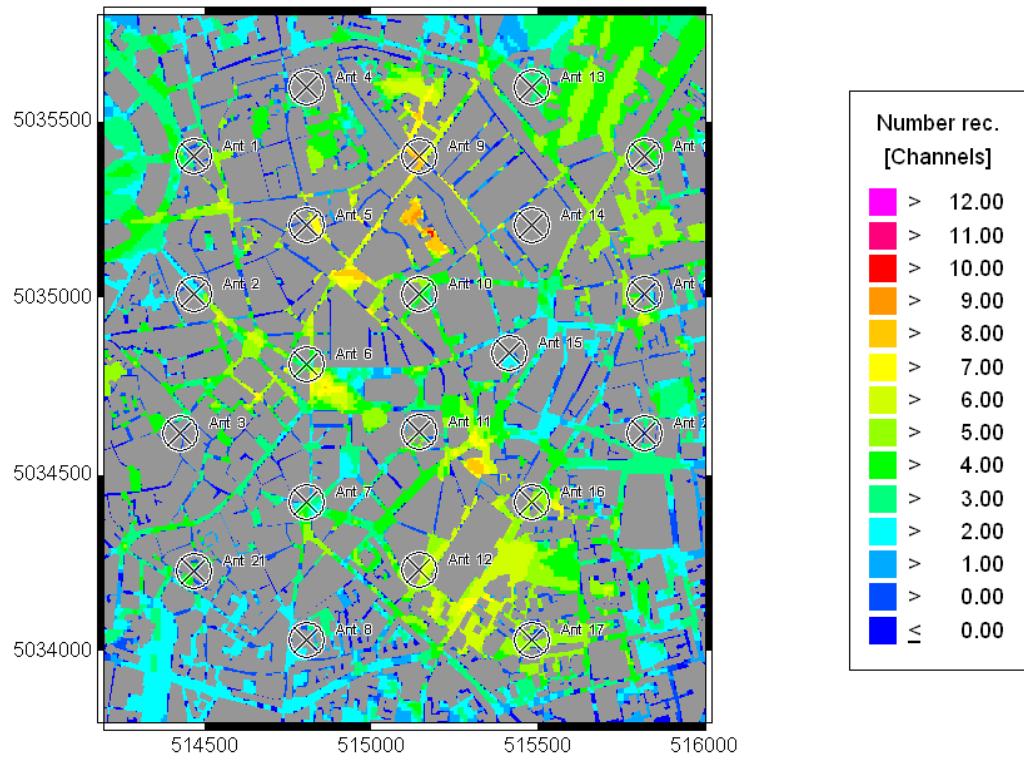 Number rec.
[Channels]
> 12.00
> 11.00
> 10.00
> 9.00
> 8.00
> 7.00
> 6.00
> 5.00
> 4.00
> 3.00
> 2.00
> 1.00
> 0.00
≤ 0.00
5035500
5035000
5034500
5034000
514500 515000 515500 516000
Ant 4 Ant 13
Ant 1 Ant 9
Ant 5 Ant 14
Ant 2 Ant 10
Ant 15
Ant 6
Ant 3 Ant 11
Ant 7 Ant 16
Ant 21 Ant 12
Ant 8 Ant 17